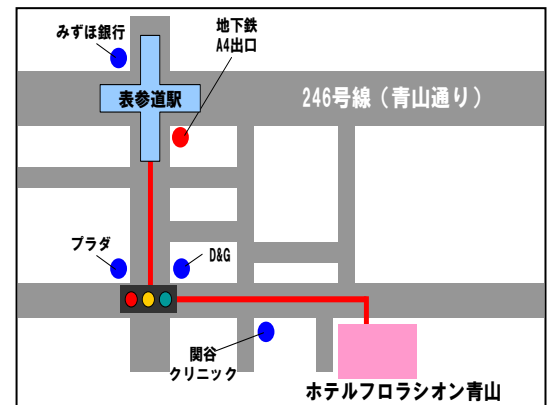 みずほ銀行
地下鉄
A4出口
表参道駅
246号線（青山通り）
プラダ
D&G
関谷
クリニック
ホテルフロラシオン青山